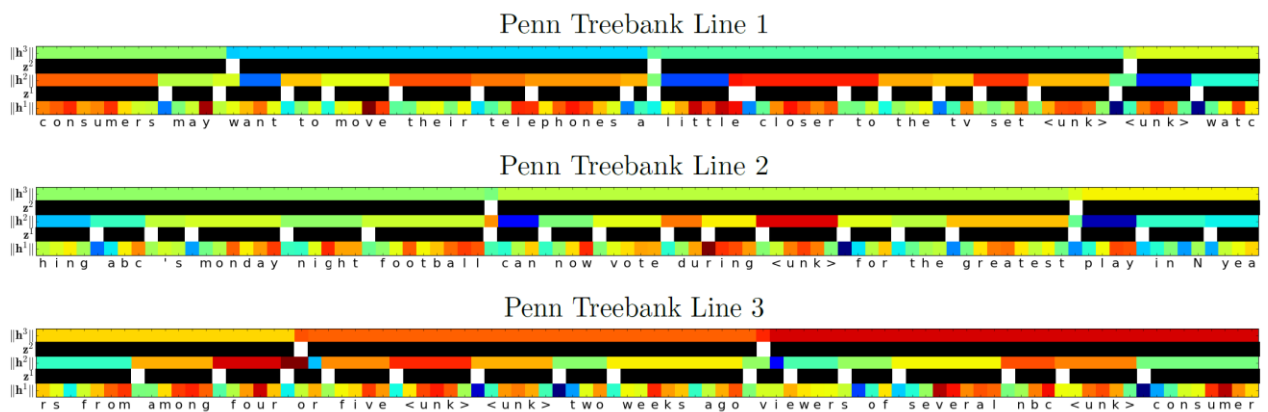 Penn Treebank Line 1
||h³||
z²
||h²||
z¹
||h¹||
consumers may want to move their telephones a little closer to the tv set <unk> <unk> watc
Penn Treebank Line 2
||h³||
z²
||h²||
z¹
||h¹||
hing abc 's monday night football can now vote during <unk> for the greatest play in N yea
Penn Treebank Line 3
||h³||
z²
||h²||
z¹
||h¹||
rs from among four or five <unk> <unk> two weeks ago viewers of several nbc <unk> consumer